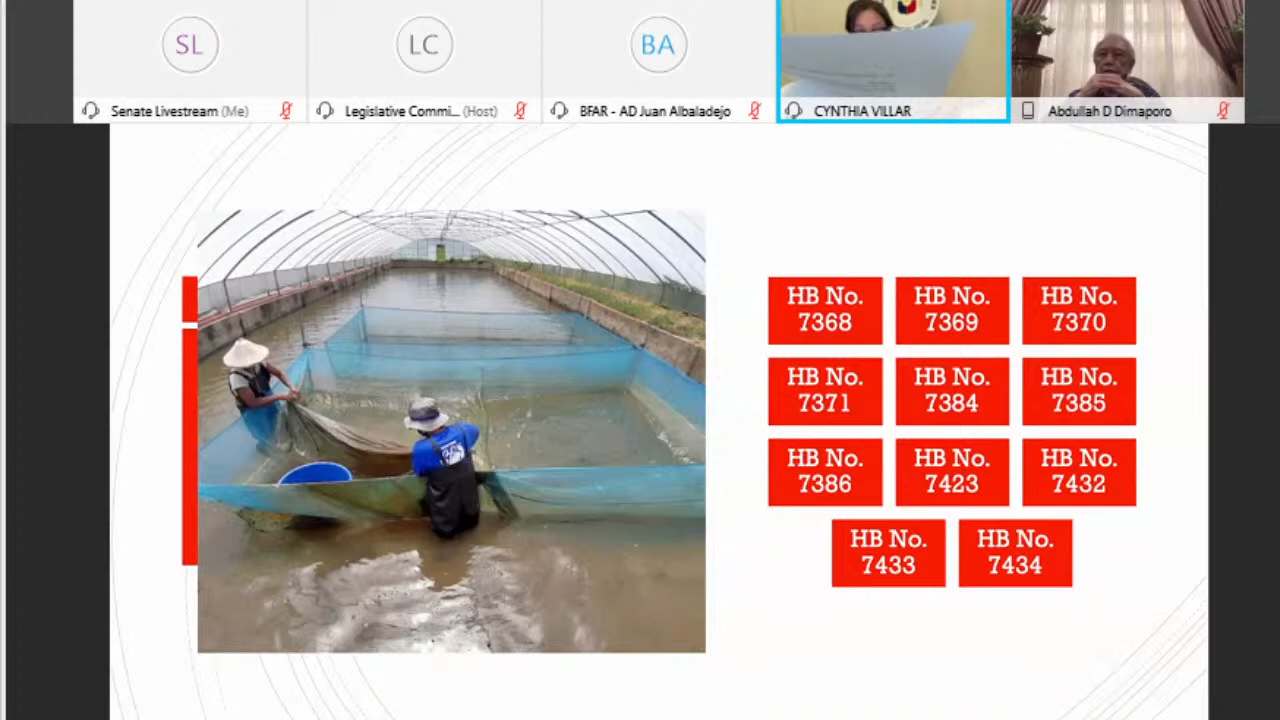 SL
LC
BA
Senate Livestream (Me)
Legislative Commi... (Host)
BFAR - AD Juan Albaladejo
CYNTHIA VILLAR
Abdullah D Dimaporo
HB No.
7368
HB No.
7369
HB No.
7370
HB No.
7371
HB No.
7384
HB No.
7385
HB No.
7386
HB No.
7423
HB No.
7432
HB No.
7433
HB No.
7434